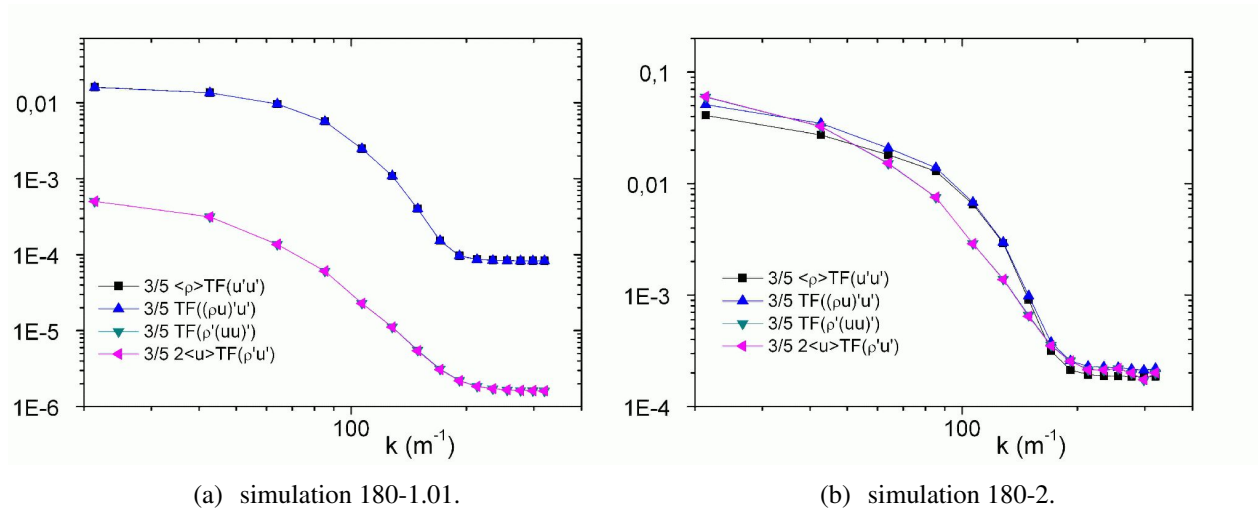 0,01
1E-3
1E-4
1E-5
1E-6
3/5 <ρ>TF(u'u')
3/5 TF((ρu)'u')
3/5 TF(ρ'(uu)')
3/5 2<u>TF(ρ'u')
100
k (m⁻¹)
(a) simulation 180-1.01.
0,1
0,01
1E-3
1E-4
3/5 <ρ>TF(u'u')
3/5 TF((ρu)'u')
3/5 TF(ρ'(uu)')
3/5 2<u>TF(ρ'u')
100
k (m⁻¹)
(b) simulation 180-2.